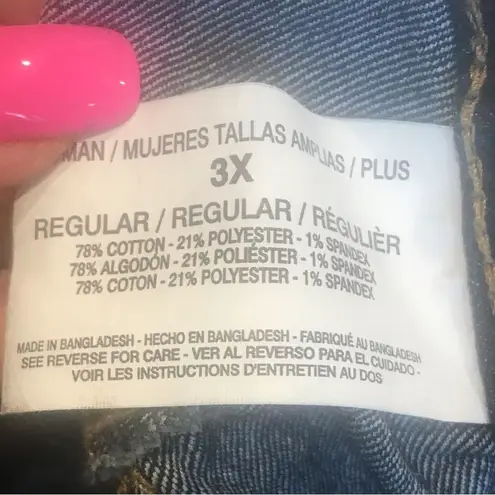 MAN / MUJERES TALLAS AMPLIAS / PLUS
3X
REGULAR / REGULAR / RÉGULIÈR
78% COTTON - 21% POLYESTER - 1% SPANDEX
78% ALGODÓN - 21% POLIÉSTER - 1% SPANDEX
78% COTON - 21% POLYESTER - 1% SPANDEX
MADE IN BANGLADESH - HECHO EN BANGLADESH - FABRIQUÉ AU BANGLADESH
SEE REVERSE FOR CARE - VER AL REVERSO PARA EL CUIDADO -
VOIR LES INSTRUCTIONS D'ENTRETIEN AU DOS